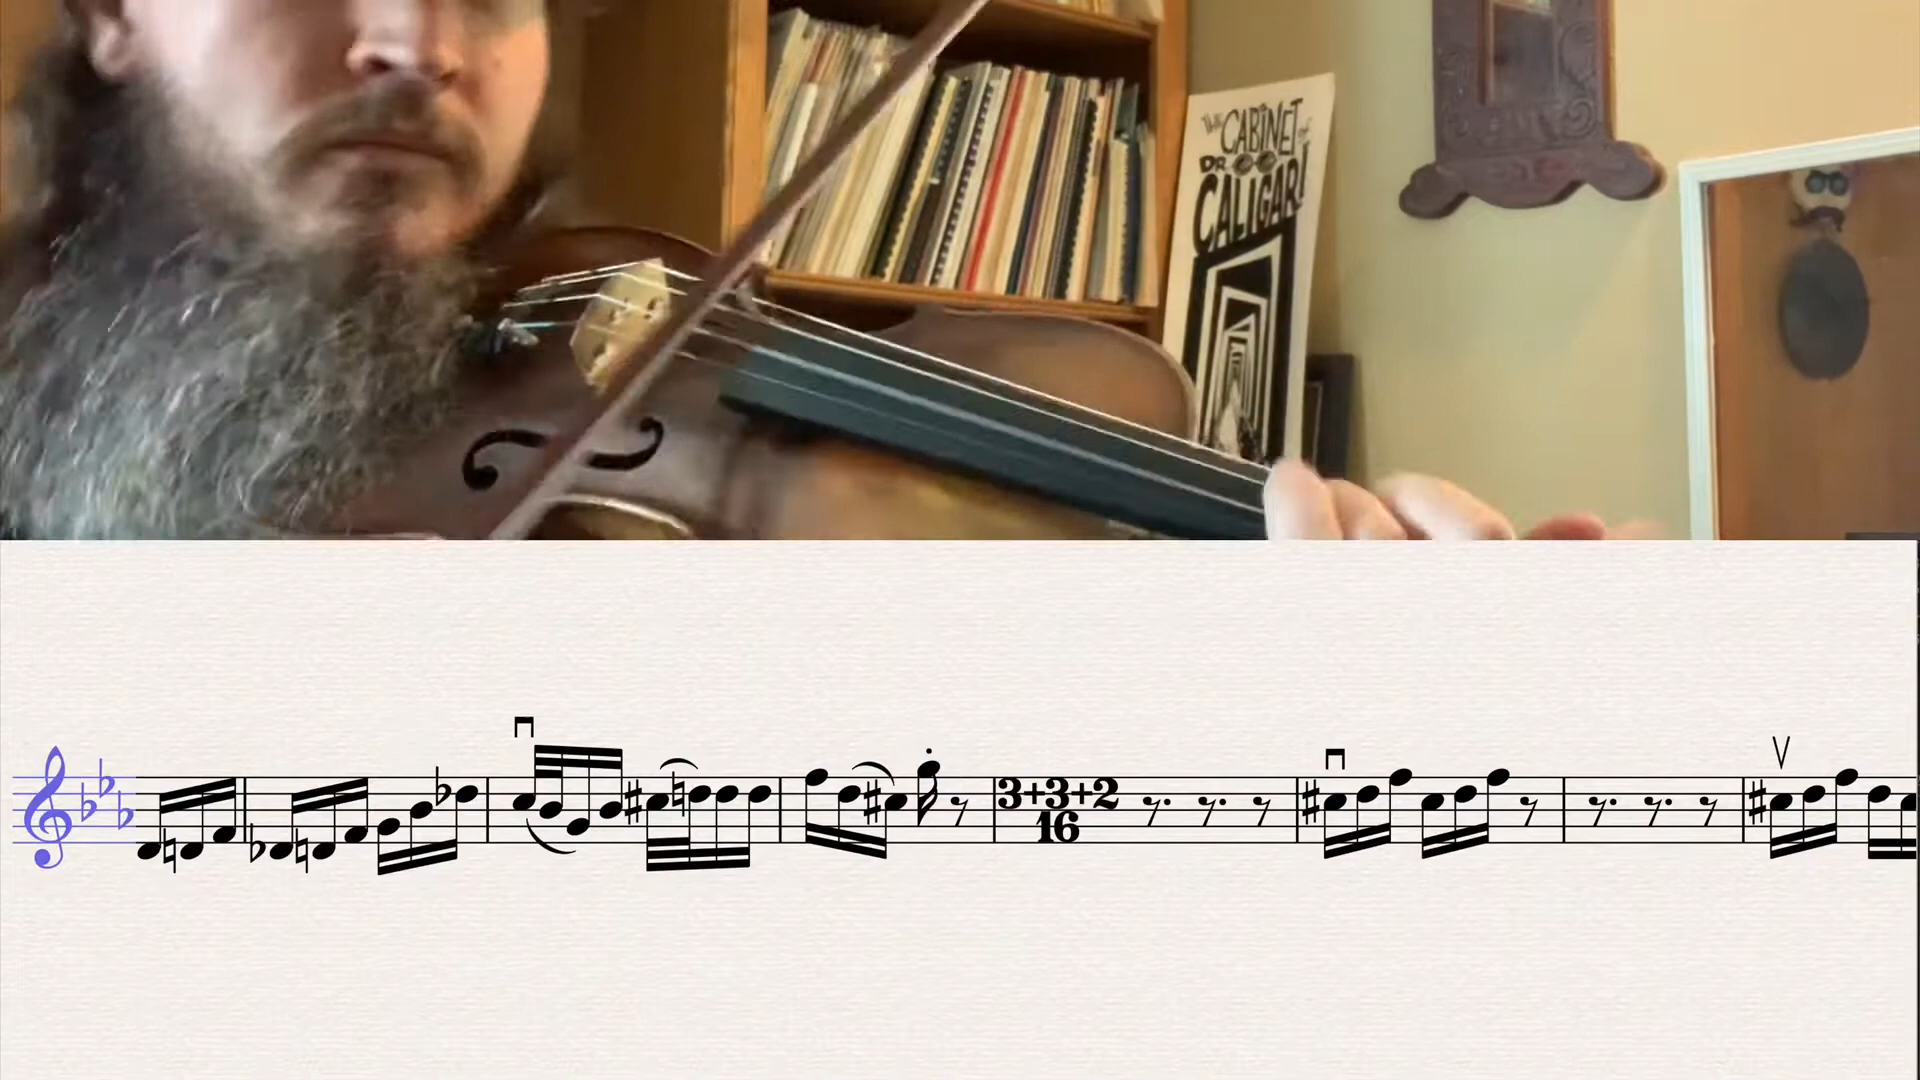 THE CABINET of
DR.
CALIGARI
3+3+2
16